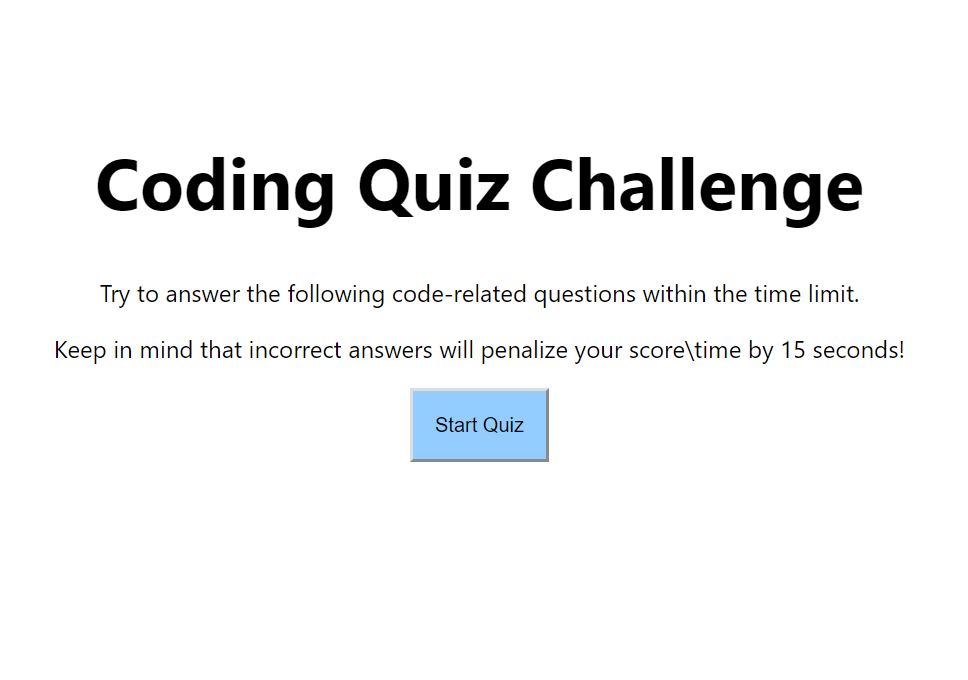 Coding Quiz Challenge
Try to answer the following code-related questions within the time limit.
Keep in mind that incorrect answers will penalize your score\time by 15 seconds!
Start Quiz